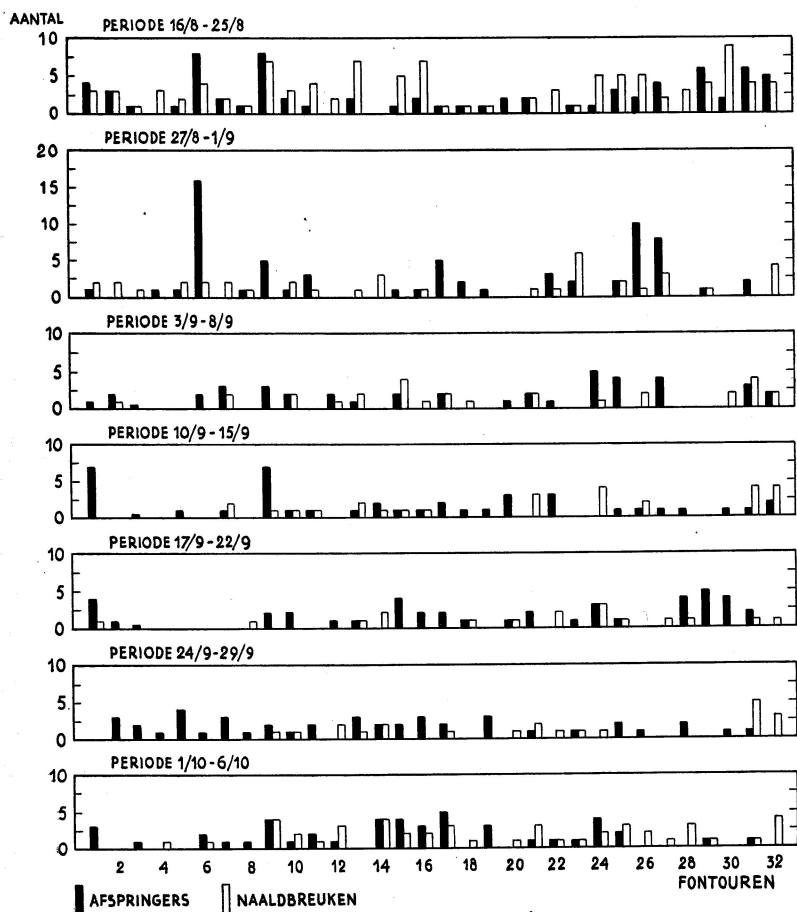 AANTAL
PERIODE 16/8 - 25/8
10
5
0
PERIODE 27/8 - 1/9
20
15
10
5
0
PERIODE 3/9 - 8/9
10
5
0
PERIODE 10/9 - 15/9
10
5
0
PERIODE 17/9 - 22/9
10
5
0
PERIODE 24/9 - 29/9
10
5
0
PERIODE 1/10 - 6/10
10
5
0
2 4 6 8 10 12 14 16 18 20 22 24 26 28 30 32
FONTOUREN
AFSPRINGERS NAALDBREUKEN